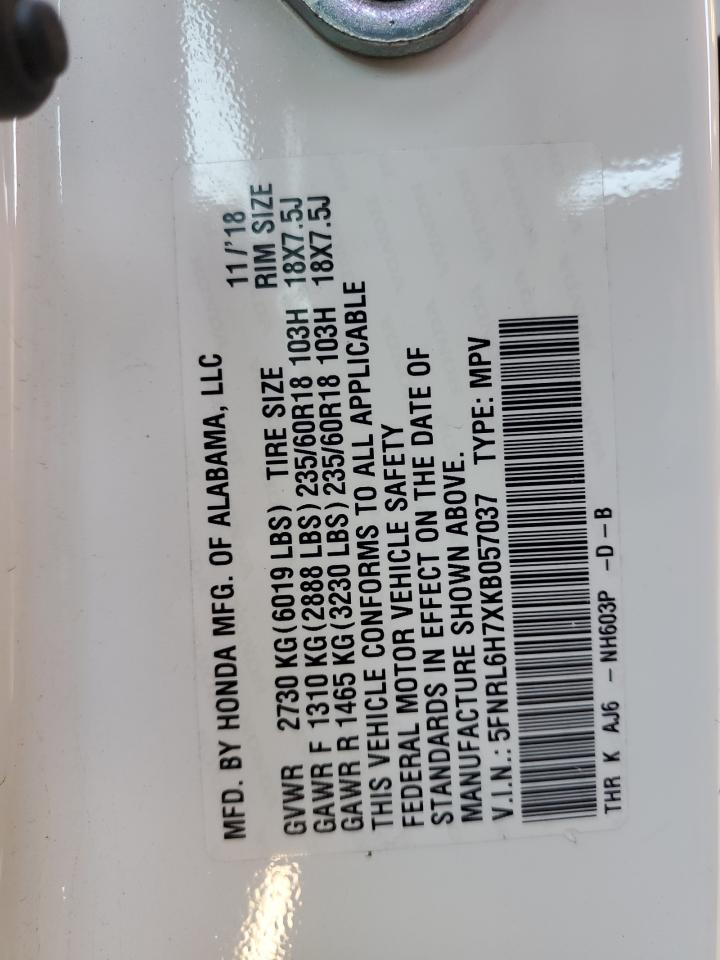 MFD. BY HONDA MFG. OF ALABAMA, LLC 11/'18
GVWR 2730 KG(6019 LBS) TIRE SIZE RIM SIZE
GAWR F 1310 KG(2888 LBS)235/60R18 103H 18X7.5J
GAWR R 1465 KG(3230 LBS)235/60R18 103H 18X7.5J
THIS VEHICLE CONFORMS TO ALL APPLICABLE
FEDERAL MOTOR VEHICLE SAFETY
STANDARDS IN EFFECT ON THE DATE OF
MANUFACTURE SHOWN ABOVE.
V.I.N.: 5FNRL6H7XKB057037 TYPE: MPV
THR K AJ6 - NH603P -D-B